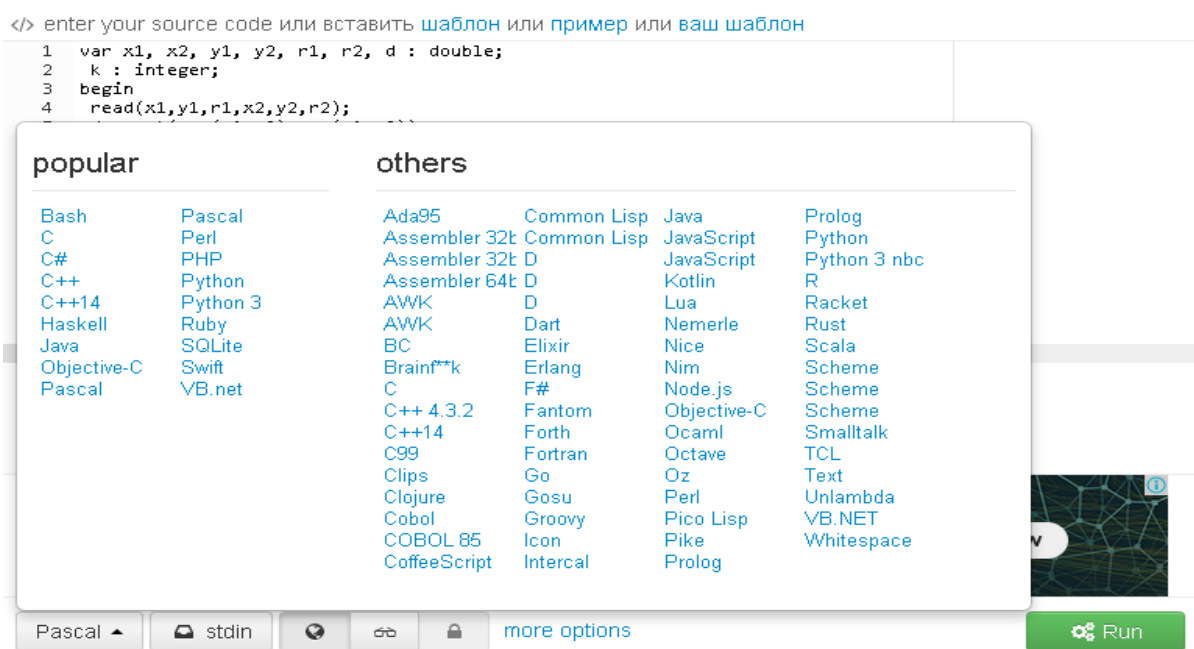 </> enter your source code или вставить шаблон или пример или ваш шаблон
1 var x1, x2, y1, y2, r1, r2, d : double;
2 k : integer;
3 begin
4 read(x1,y1,r1,x2,y2,r2);
popular
Bash
C
C#
C++
C++14
Haskell
Java
Objective-C
Pascal
Pascal
Perl
PHP
Python
Python 3
Ruby
SQLite
Swift
VB.net
others
Ada95
Assembler 32b
Assembler 32b
Assembler 64b
AWK
AWK
BC
Brainf**k
C
C++ 4.3.2
C++14
C99
Clips
Clojure
Cobol
COBOL 85
CoffeeScript
Common Lisp
Common Lisp
D
D
D
Dart
Elixir
Erlang
F#
Fantom
Forth
Fortran
Go
Gosu
Groovy
Icon
Intercal
Java
JavaScript
JavaScript
Kotlin
Lua
Nemerle
Nice
Nim
Node.js
Objective-C
Ocaml
Octave
Oz
Perl
Pico Lisp
Pike
Prolog
Prolog
Python
Python 3 nbc
R
Racket
Rust
Scala
Scheme
Scheme
Scheme
Smalltalk
TCL
Text
Unlambda
VB.NET
Whitespace
Pascal
stdin
more options
Run